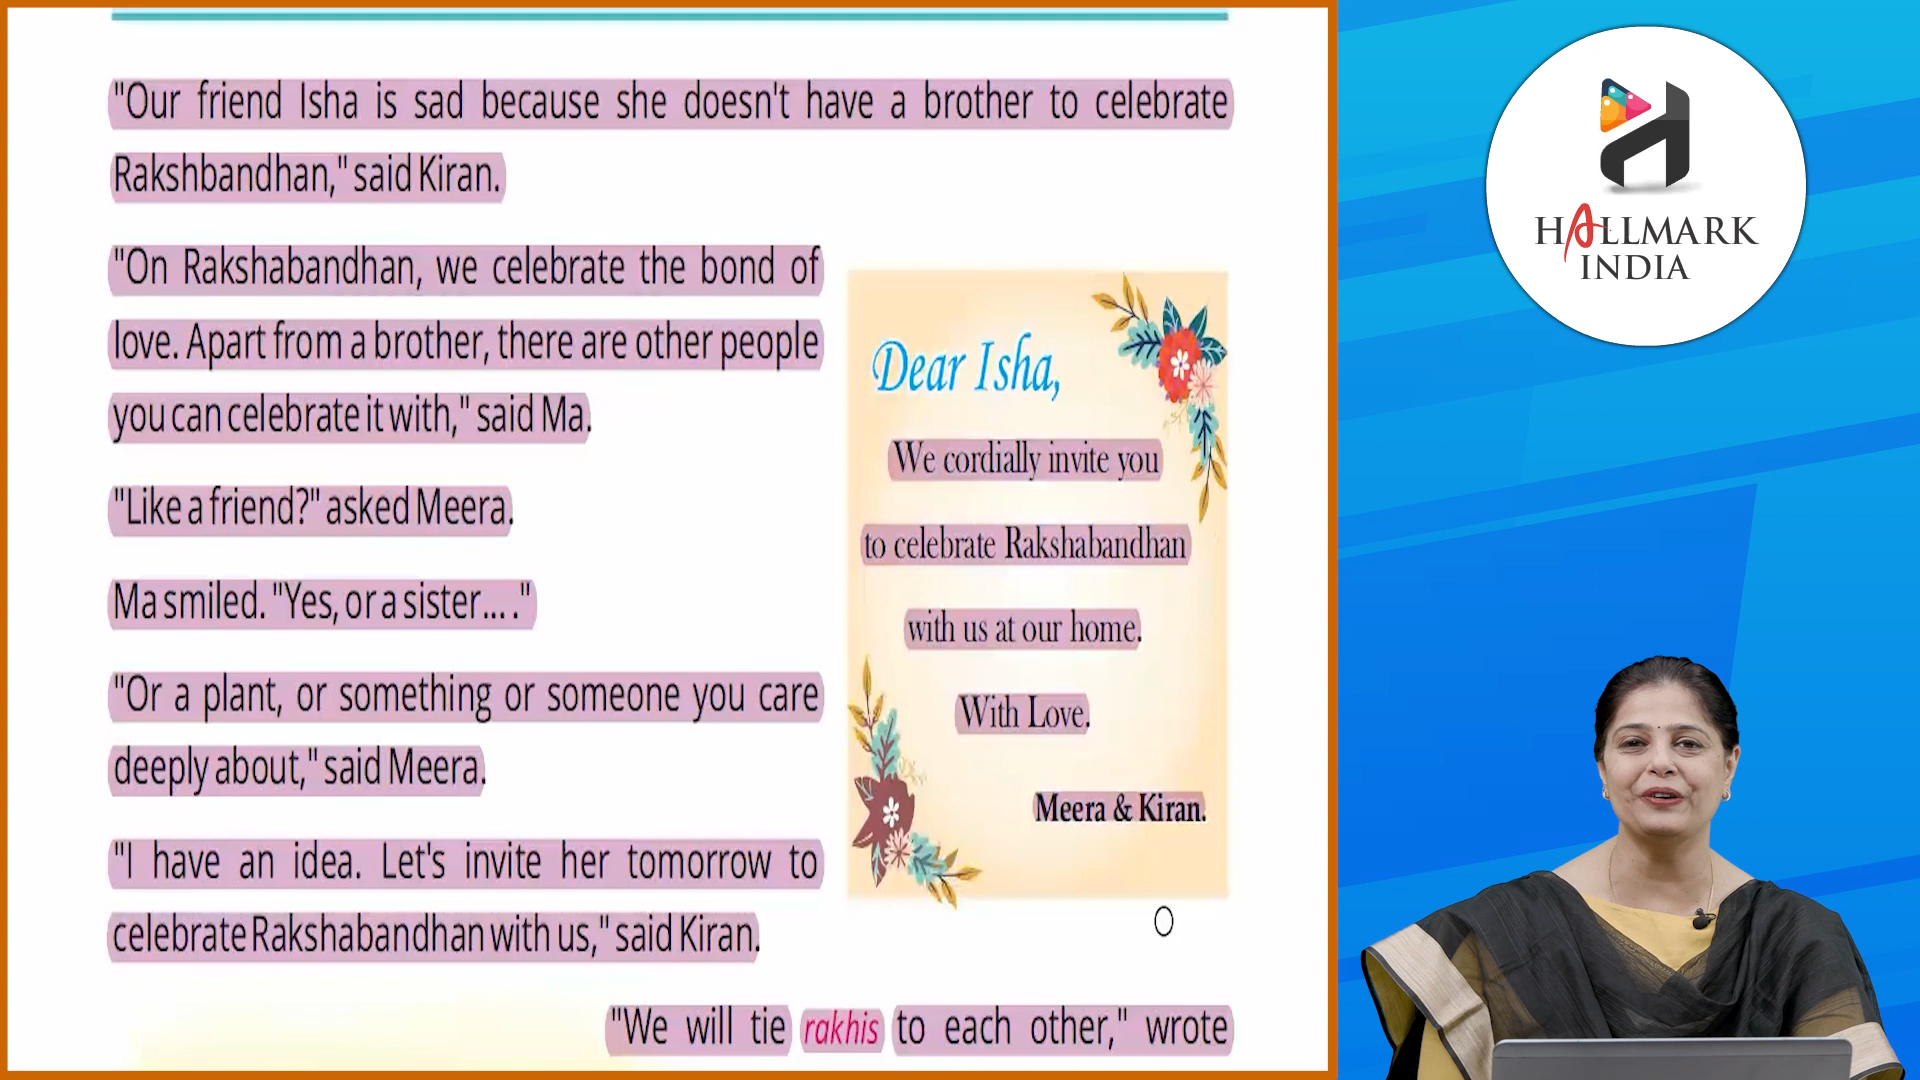 "Our friend Isha is sad because she doesn't have a brother to celebrate
Rakshbandhan," said Kiran.
"On Rakshabandhan, we celebrate the bond of
love. Apart from a brother, there are other people
you can celebrate it with," said Ma.
"Like a friend?" asked Meera.
Ma smiled. "Yes, or a sister... ."
"Or a plant, or something or someone you care
deeply about," said Meera.
"I have an idea. Let's invite her tomorrow to
celebrate Rakshabandhan with us," said Kiran.
"We will tie rakhis to each other," wrote
Dear Isha,
We cordially invite you
to celebrate Rakshabandhan
with us at our home.
With Love.
Meera & Kiran.
HALLMARK
INDIA